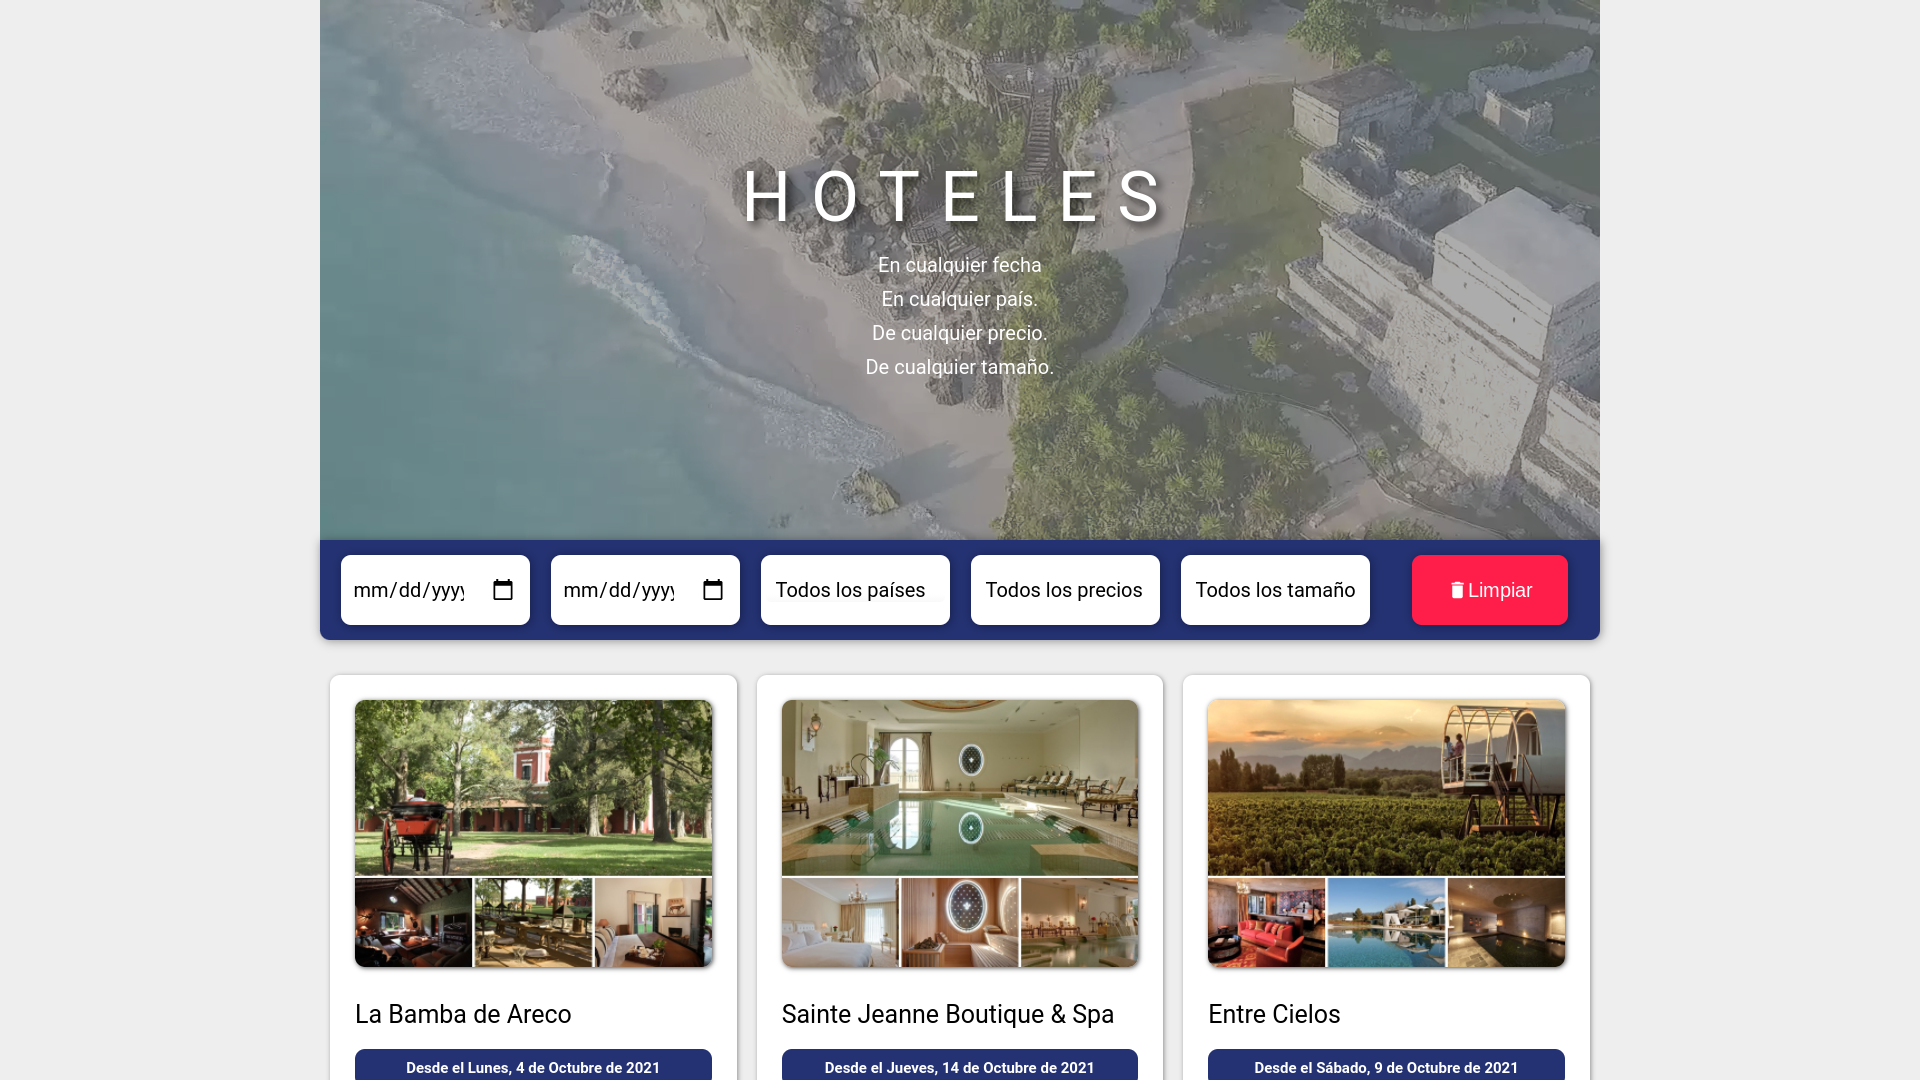 HOTELES
En cualquier fecha
En cualquier país.
De cualquier precio.
De cualquier tamaño.
mm/dd/yyyy mm/dd/yyyy Todos los países Todos los precios Todos los tamaño Limpiar
La Bamba de Areco
Sainte Jeanne Boutique & Spa
Entre Cielos
Desde el Lunes, 4 de Octubre de 2021
Desde el Jueves, 14 de Octubre de 2021
Desde el Sábado, 9 de Octubre de 2021